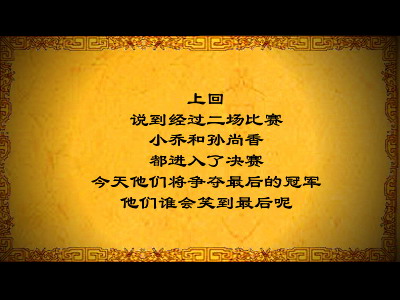 上回
说到经过二场比赛
小乔和孙尚香
都进入了决赛
今天他们将争夺最后的冠军
他们谁会笑到最后呢